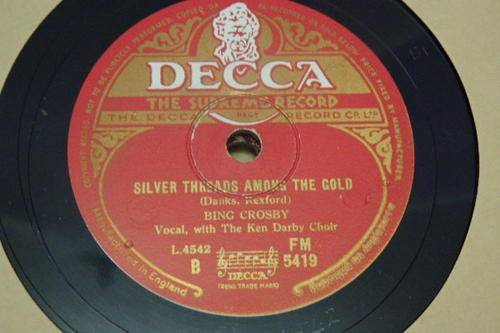 DECCA
THE SUPREME RECORD
THE DECCA RECORD CO. LTD.
SILVER THREADS AMONG THE GOLD
(Danks, Rexford)
BING CROSBY
Vocal, with The Ken Darby Choir
L.4542 FM
B 5419
DECCA
(REGD. TRADE MARK)
Manufactured in England